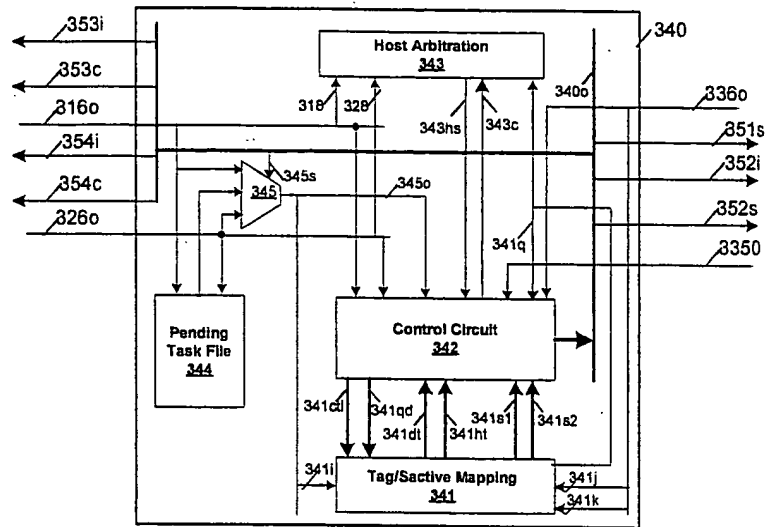 353i
Host Arbitration
343
340
353c
340o
318
328
316o
343hs
343c
336o
351s
354i
345s
345
345o
352i
354c
352s
326o
341q
3350
Pending
Task File
344
Control Circuit
342
341cd
341qd
341dt
341ht
341s1
341s2
341i
Tag/Sactive Mapping
341
341j
341k